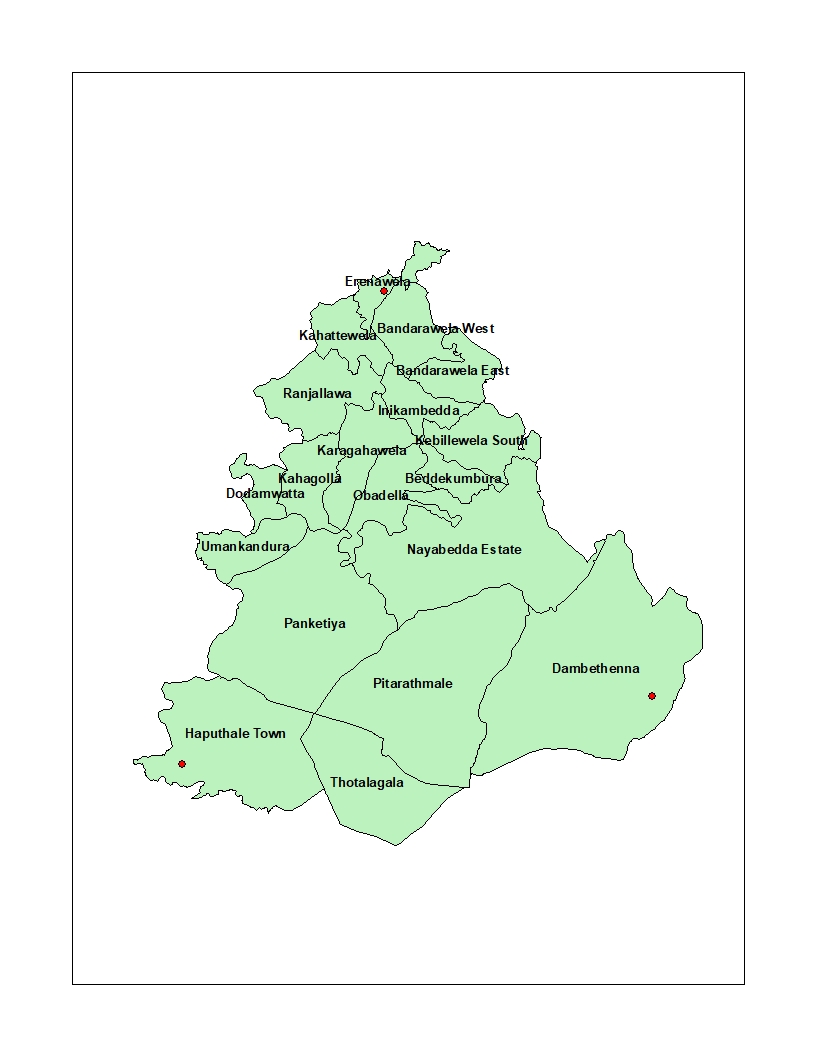 Erenawela
Bandarawela West
Kahattewela
Bandarawela East
Ranjallawa
Inikambedda
Kebillewela South
Karagahawela
Kahagolla
Beddekumbura
Dodamwatta
Obadella
Umankandura
Nayabedda Estate
Panketiya
Dambethenna
Pitarathmale
Haputhale Town
Thotalagala